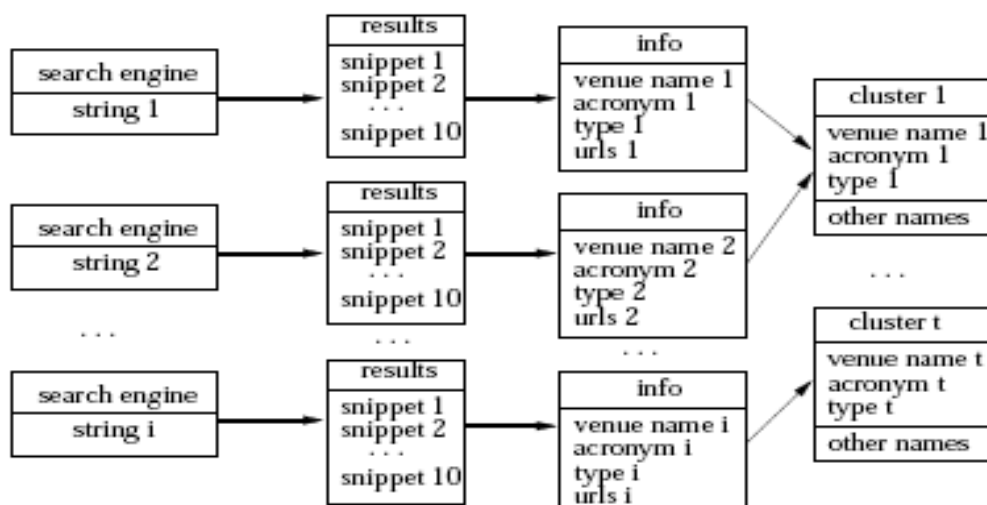 search engine
string 1
results
snippet 1
snippet 2
. . .
snippet 10
info
venue name 1
acronym 1
type 1
urls 1
cluster 1
venue name 1
acronym 1
type 1
other names
search engine
string 2
results
snippet 1
snippet 2
. . .
snippet 10
info
venue name 2
acronym 2
type 2
urls 2
. . .
. . .
. . .
. . .
cluster t
venue name t
acronym t
type t
other names
search engine
string i
results
snippet 1
snippet 2
. . .
snippet 10
info
venue name i
acronym i
type i
urls i